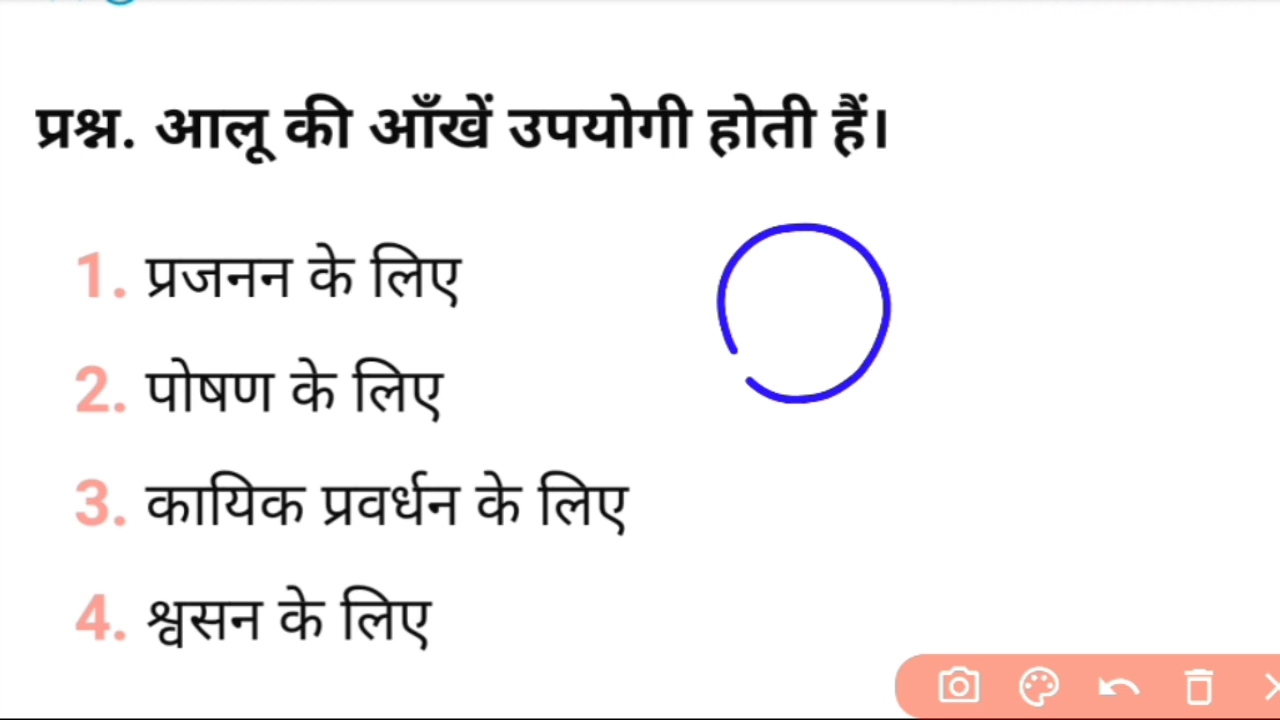 प्रश्न. आलू की आँखें उपयोगी होती हैं।
1. प्रजनन के लिए
2. पोषण के लिए
3. कायिक प्रवर्धन के लिए
4. श्वसन के लिए